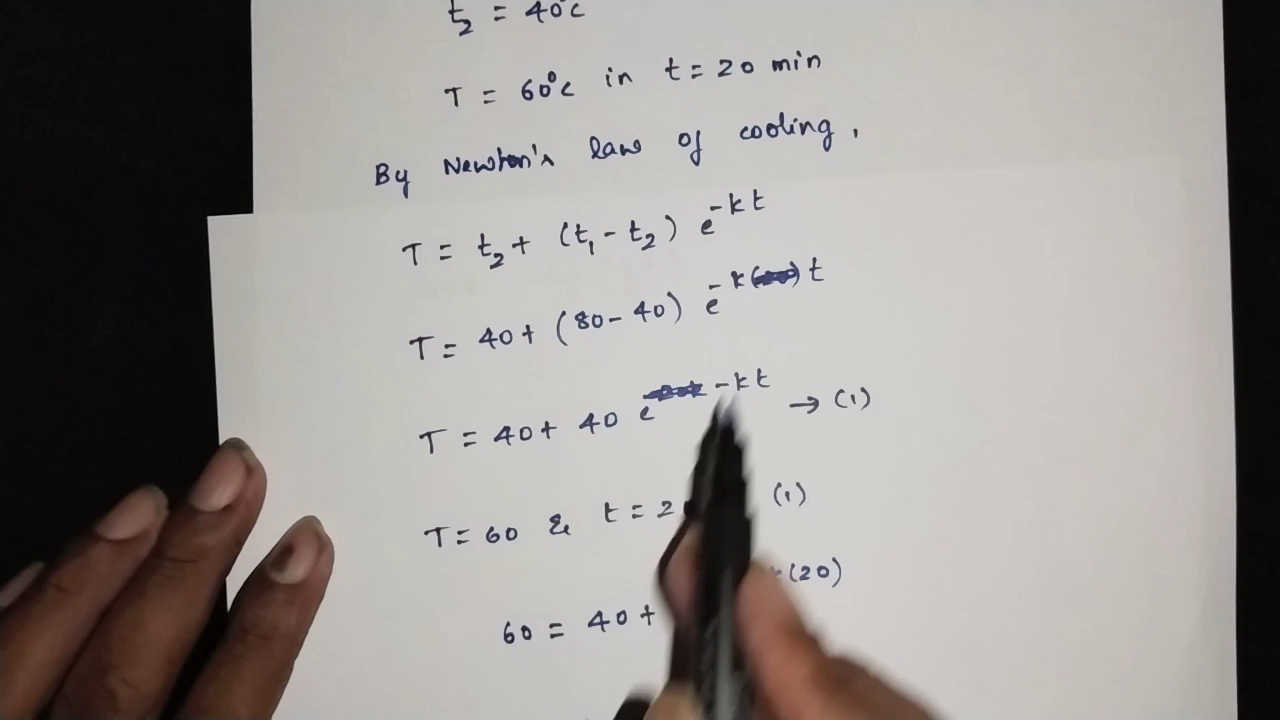 t₂ = 40°c
T = 60°c in t = 20 min
By Newton's law of cooling,
T = t₂ + (t₁ - t₂) e^-kt
T = 40 + (80 - 40) e^-k( ) t
T = 40 + 40 e^-kt → (1)
T = 60 & t = 2 (1)
60 = 40 + (20)